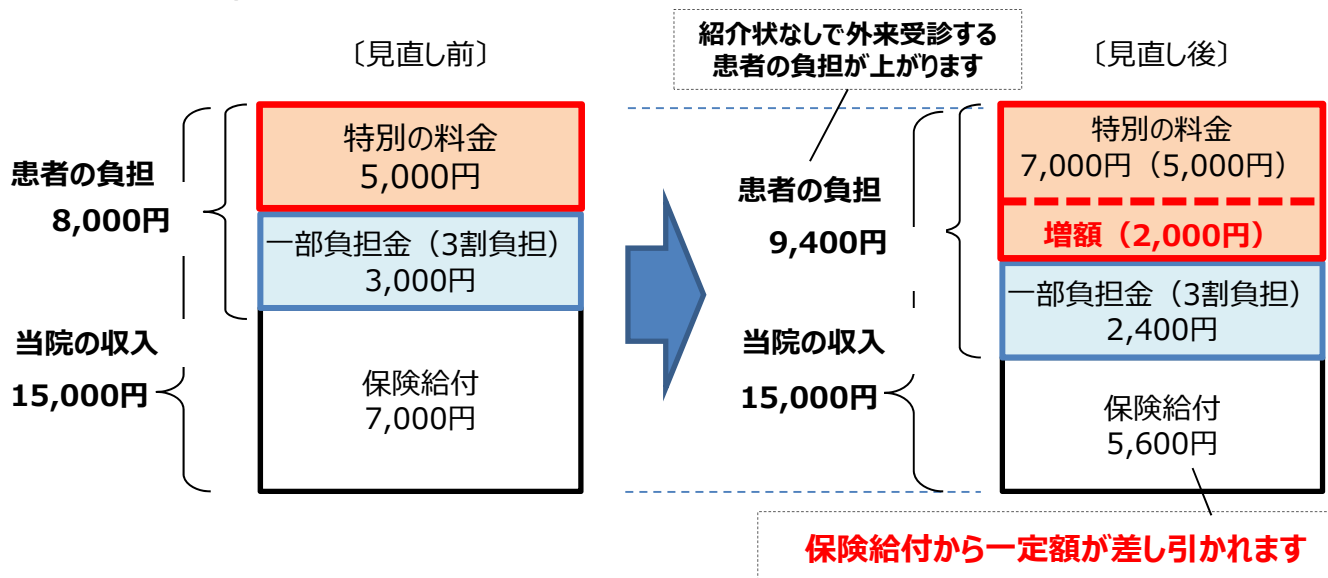 〔見直し前〕
特別の料金
5,000円
患者の負担
8,000円
一部負担金（3割負担）
3,000円
当院の収入
15,000円
保険給付
7,000円
紹介状なしで外来受診する
患者の負担が上がります
〔見直し後〕
特別の料金
7,000円（5,000円）
増額（2,000円）
患者の負担
9,400円
一部負担金（3割負担）
2,400円
当院の収入
15,000円
保険給付
5,600円
保険給付から一定額が差し引かれます